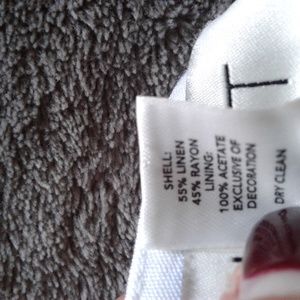 SHELL:
55% LINEN
45% RAYON
LINING:
100% ACETATE
EXCLUSIVE OF
DECORATION
DRY CLEAN
T